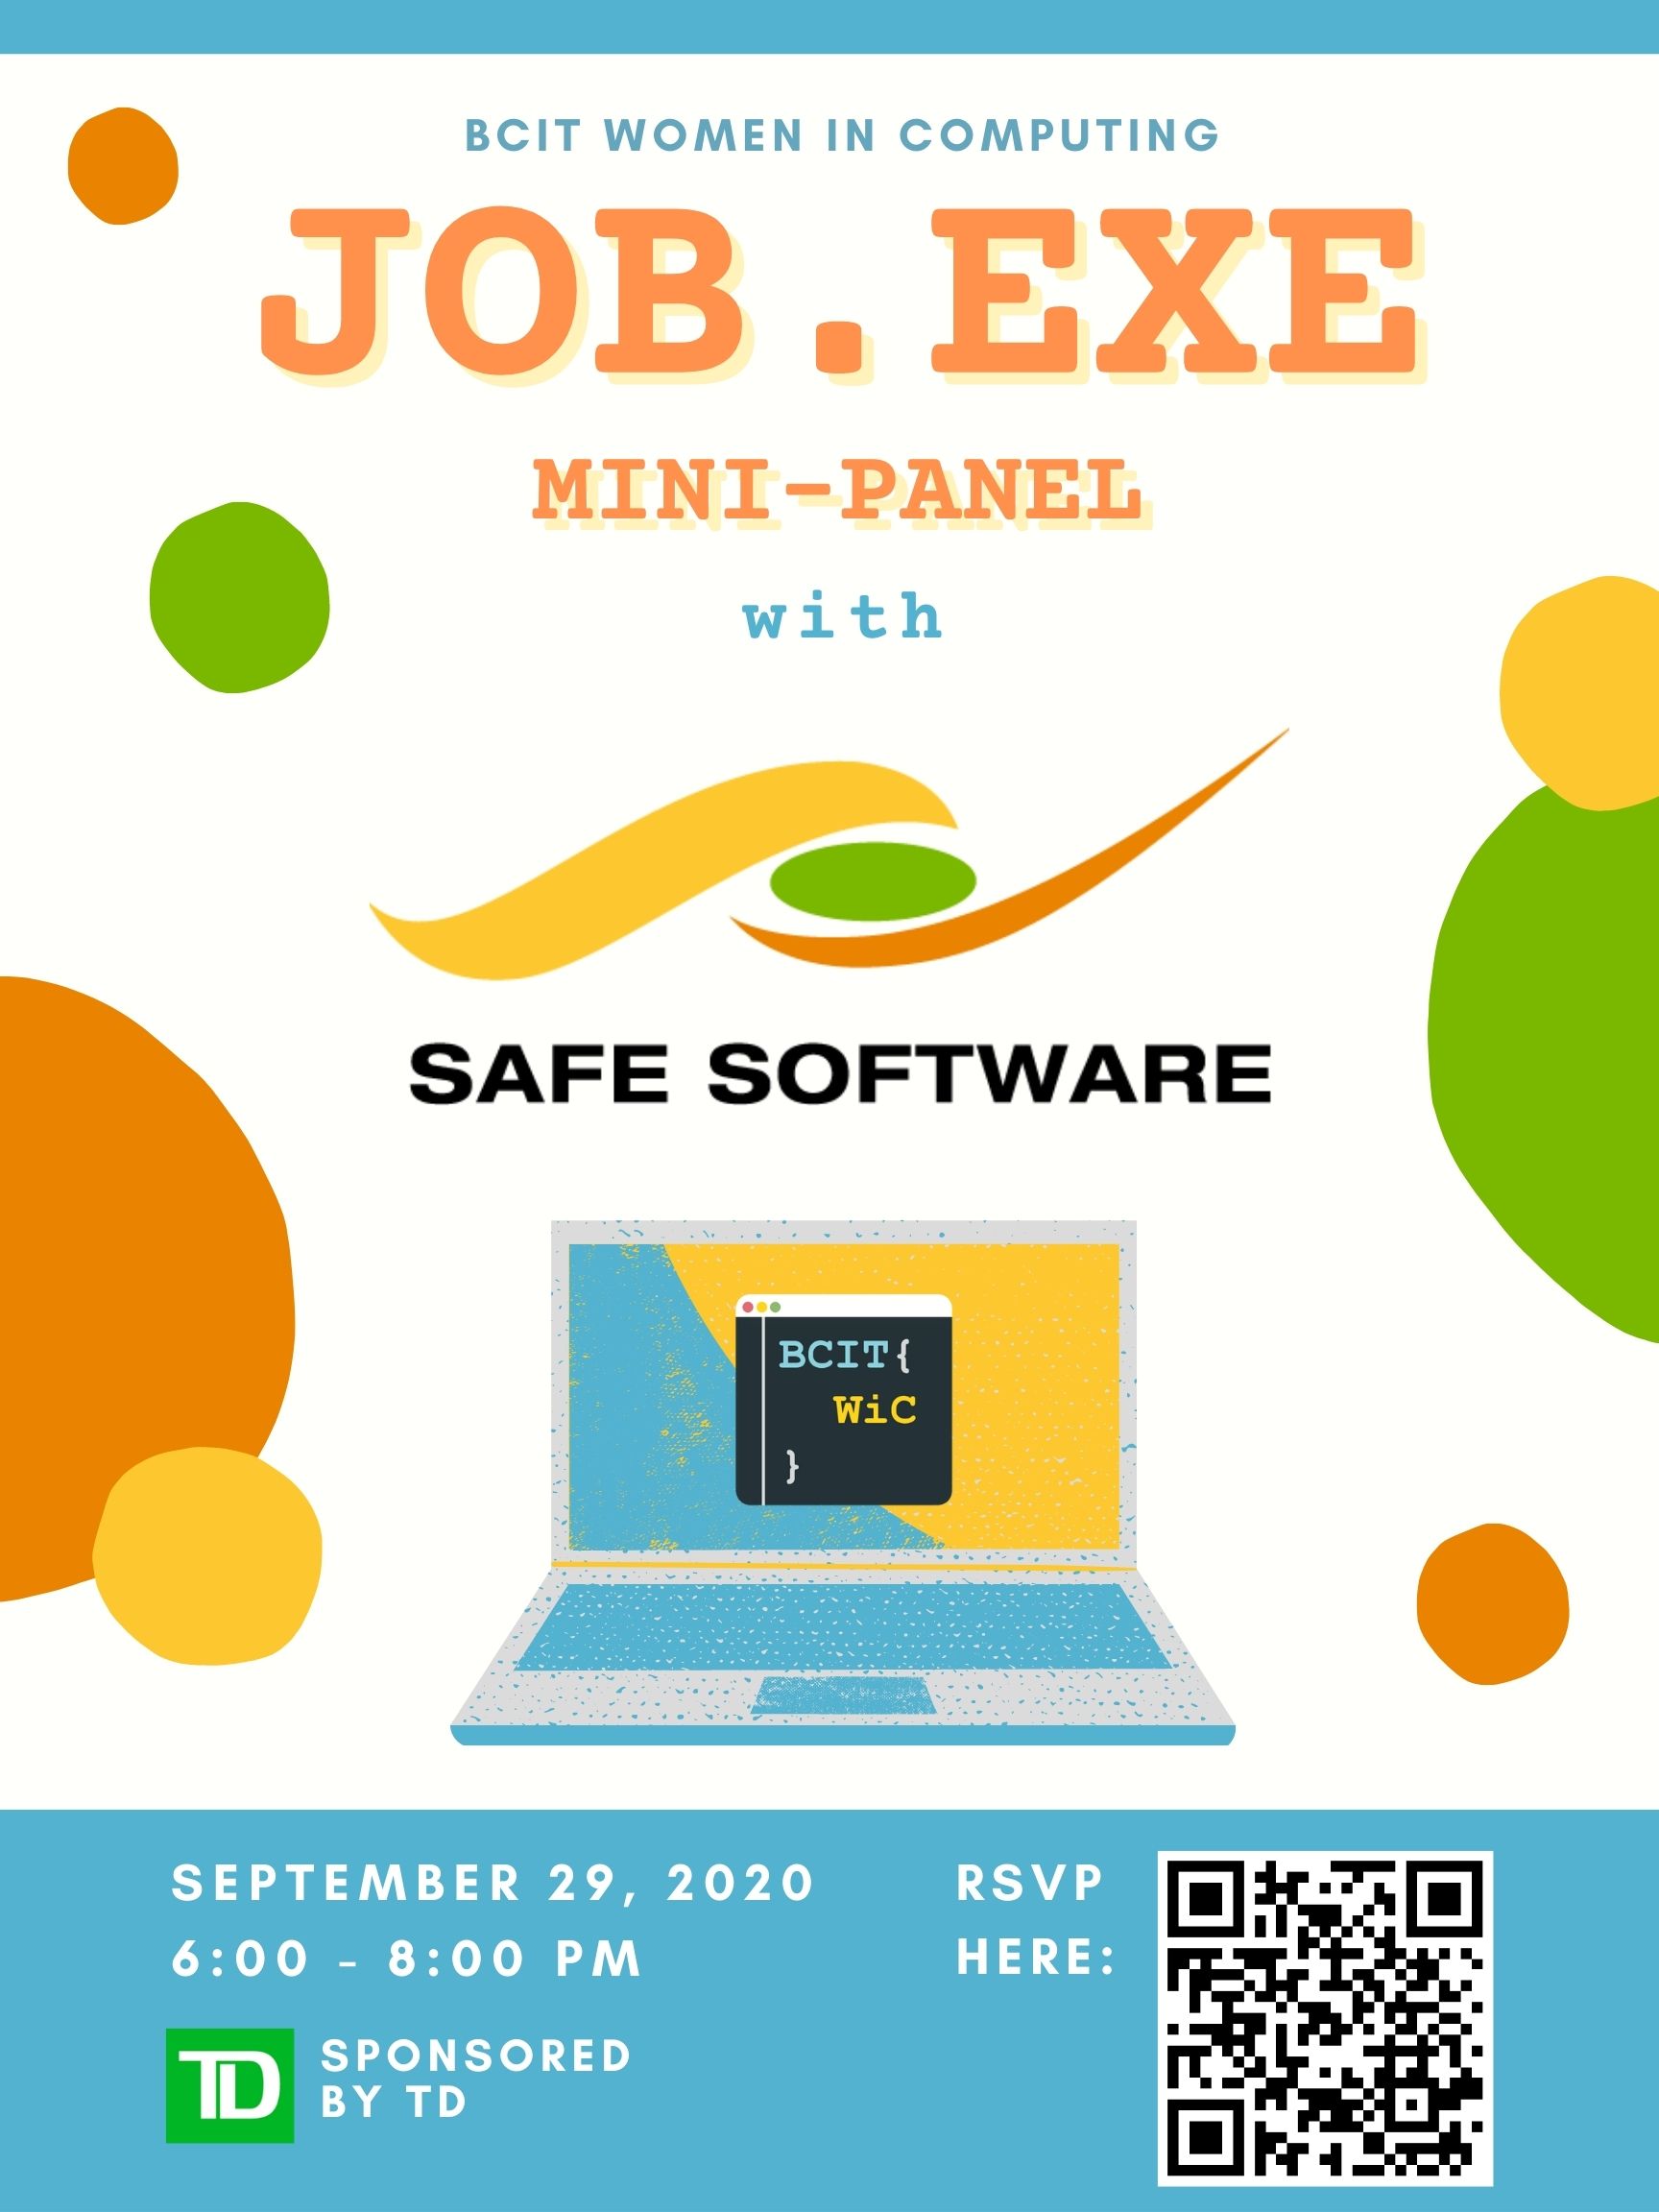 BCIT WOMEN IN COMPUTING
JOB.EXE
MINI-PANEL
with
SAFE SOFTWARE
BCIT{
WiC
}
SEPTEMBER 29, 2020
6:00 - 8:00 PM
TD
SPONSORED
BY TD
RSVP
HERE: